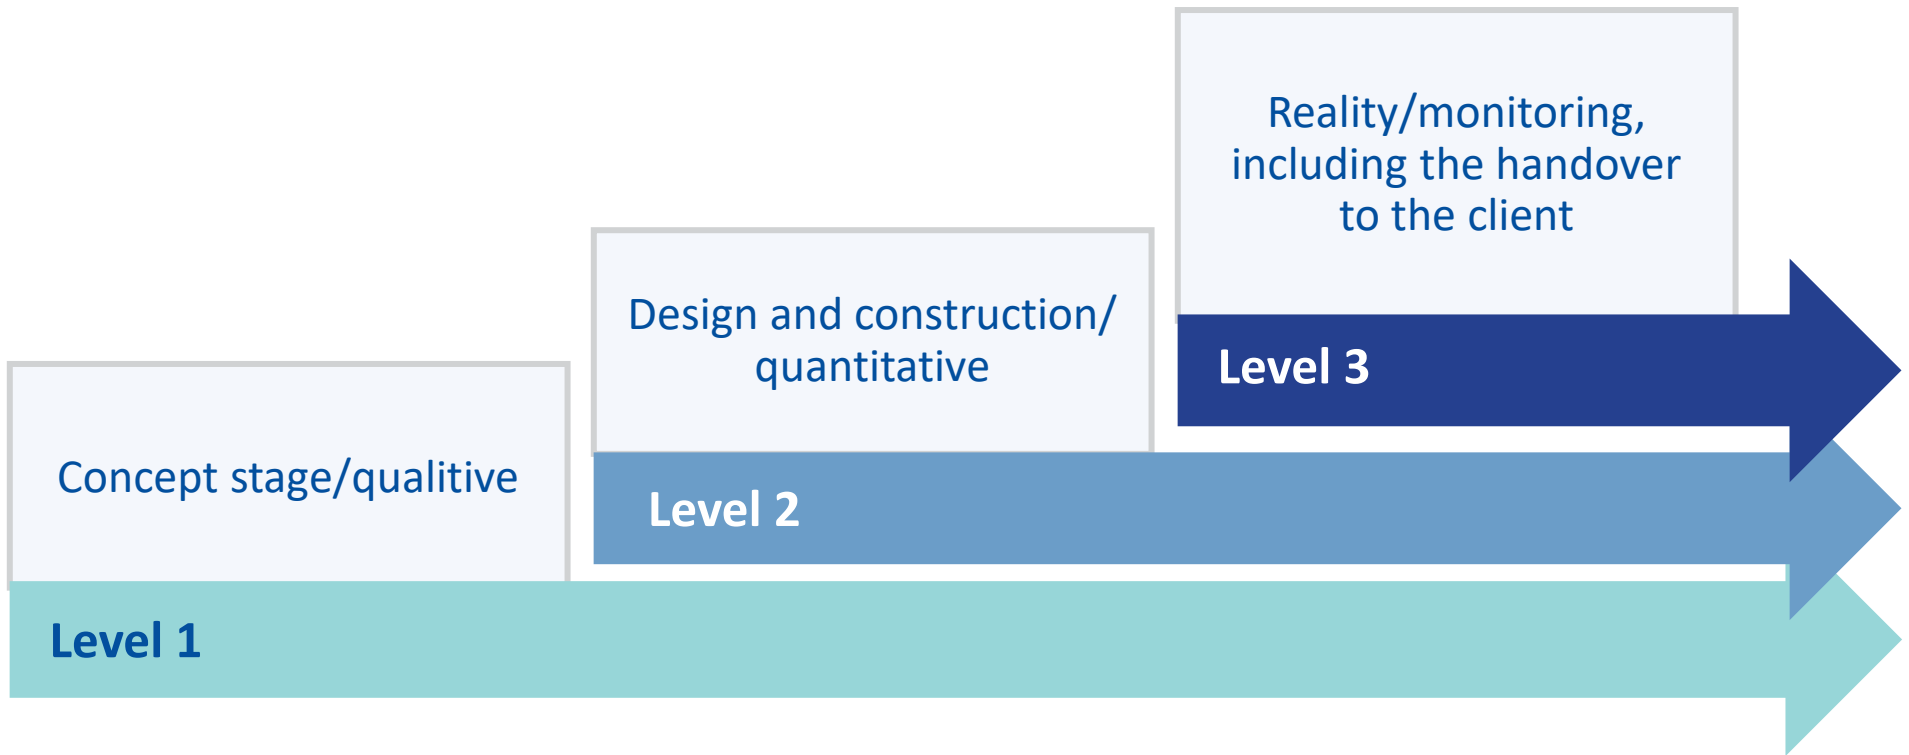 Concept stage/qualitive
Level 1
Design and construction/
quantitative
Level 2
Reality/monitoring,
including the handover
to the client
Level 3